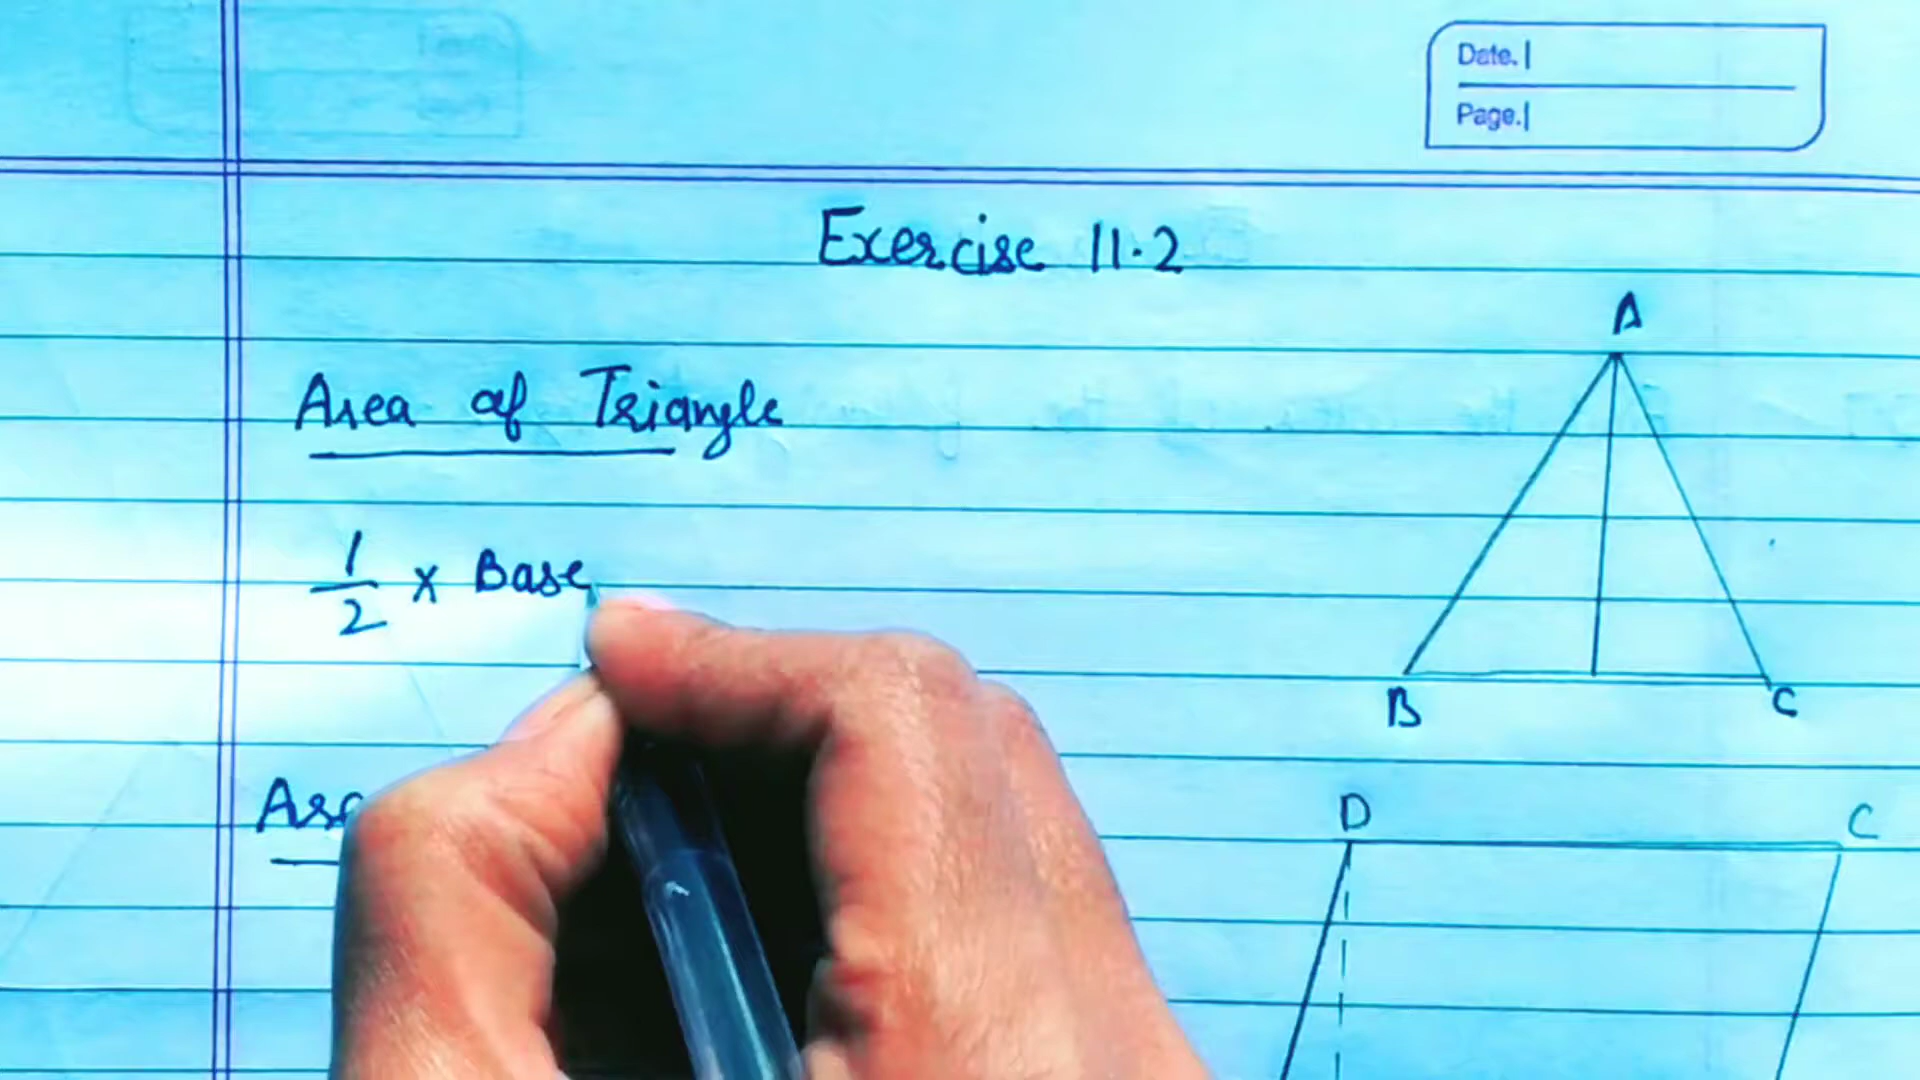 Date.
Page.
Exercise 11.2
A
Area of Triangle
1/2 x Base
B
C
D
C